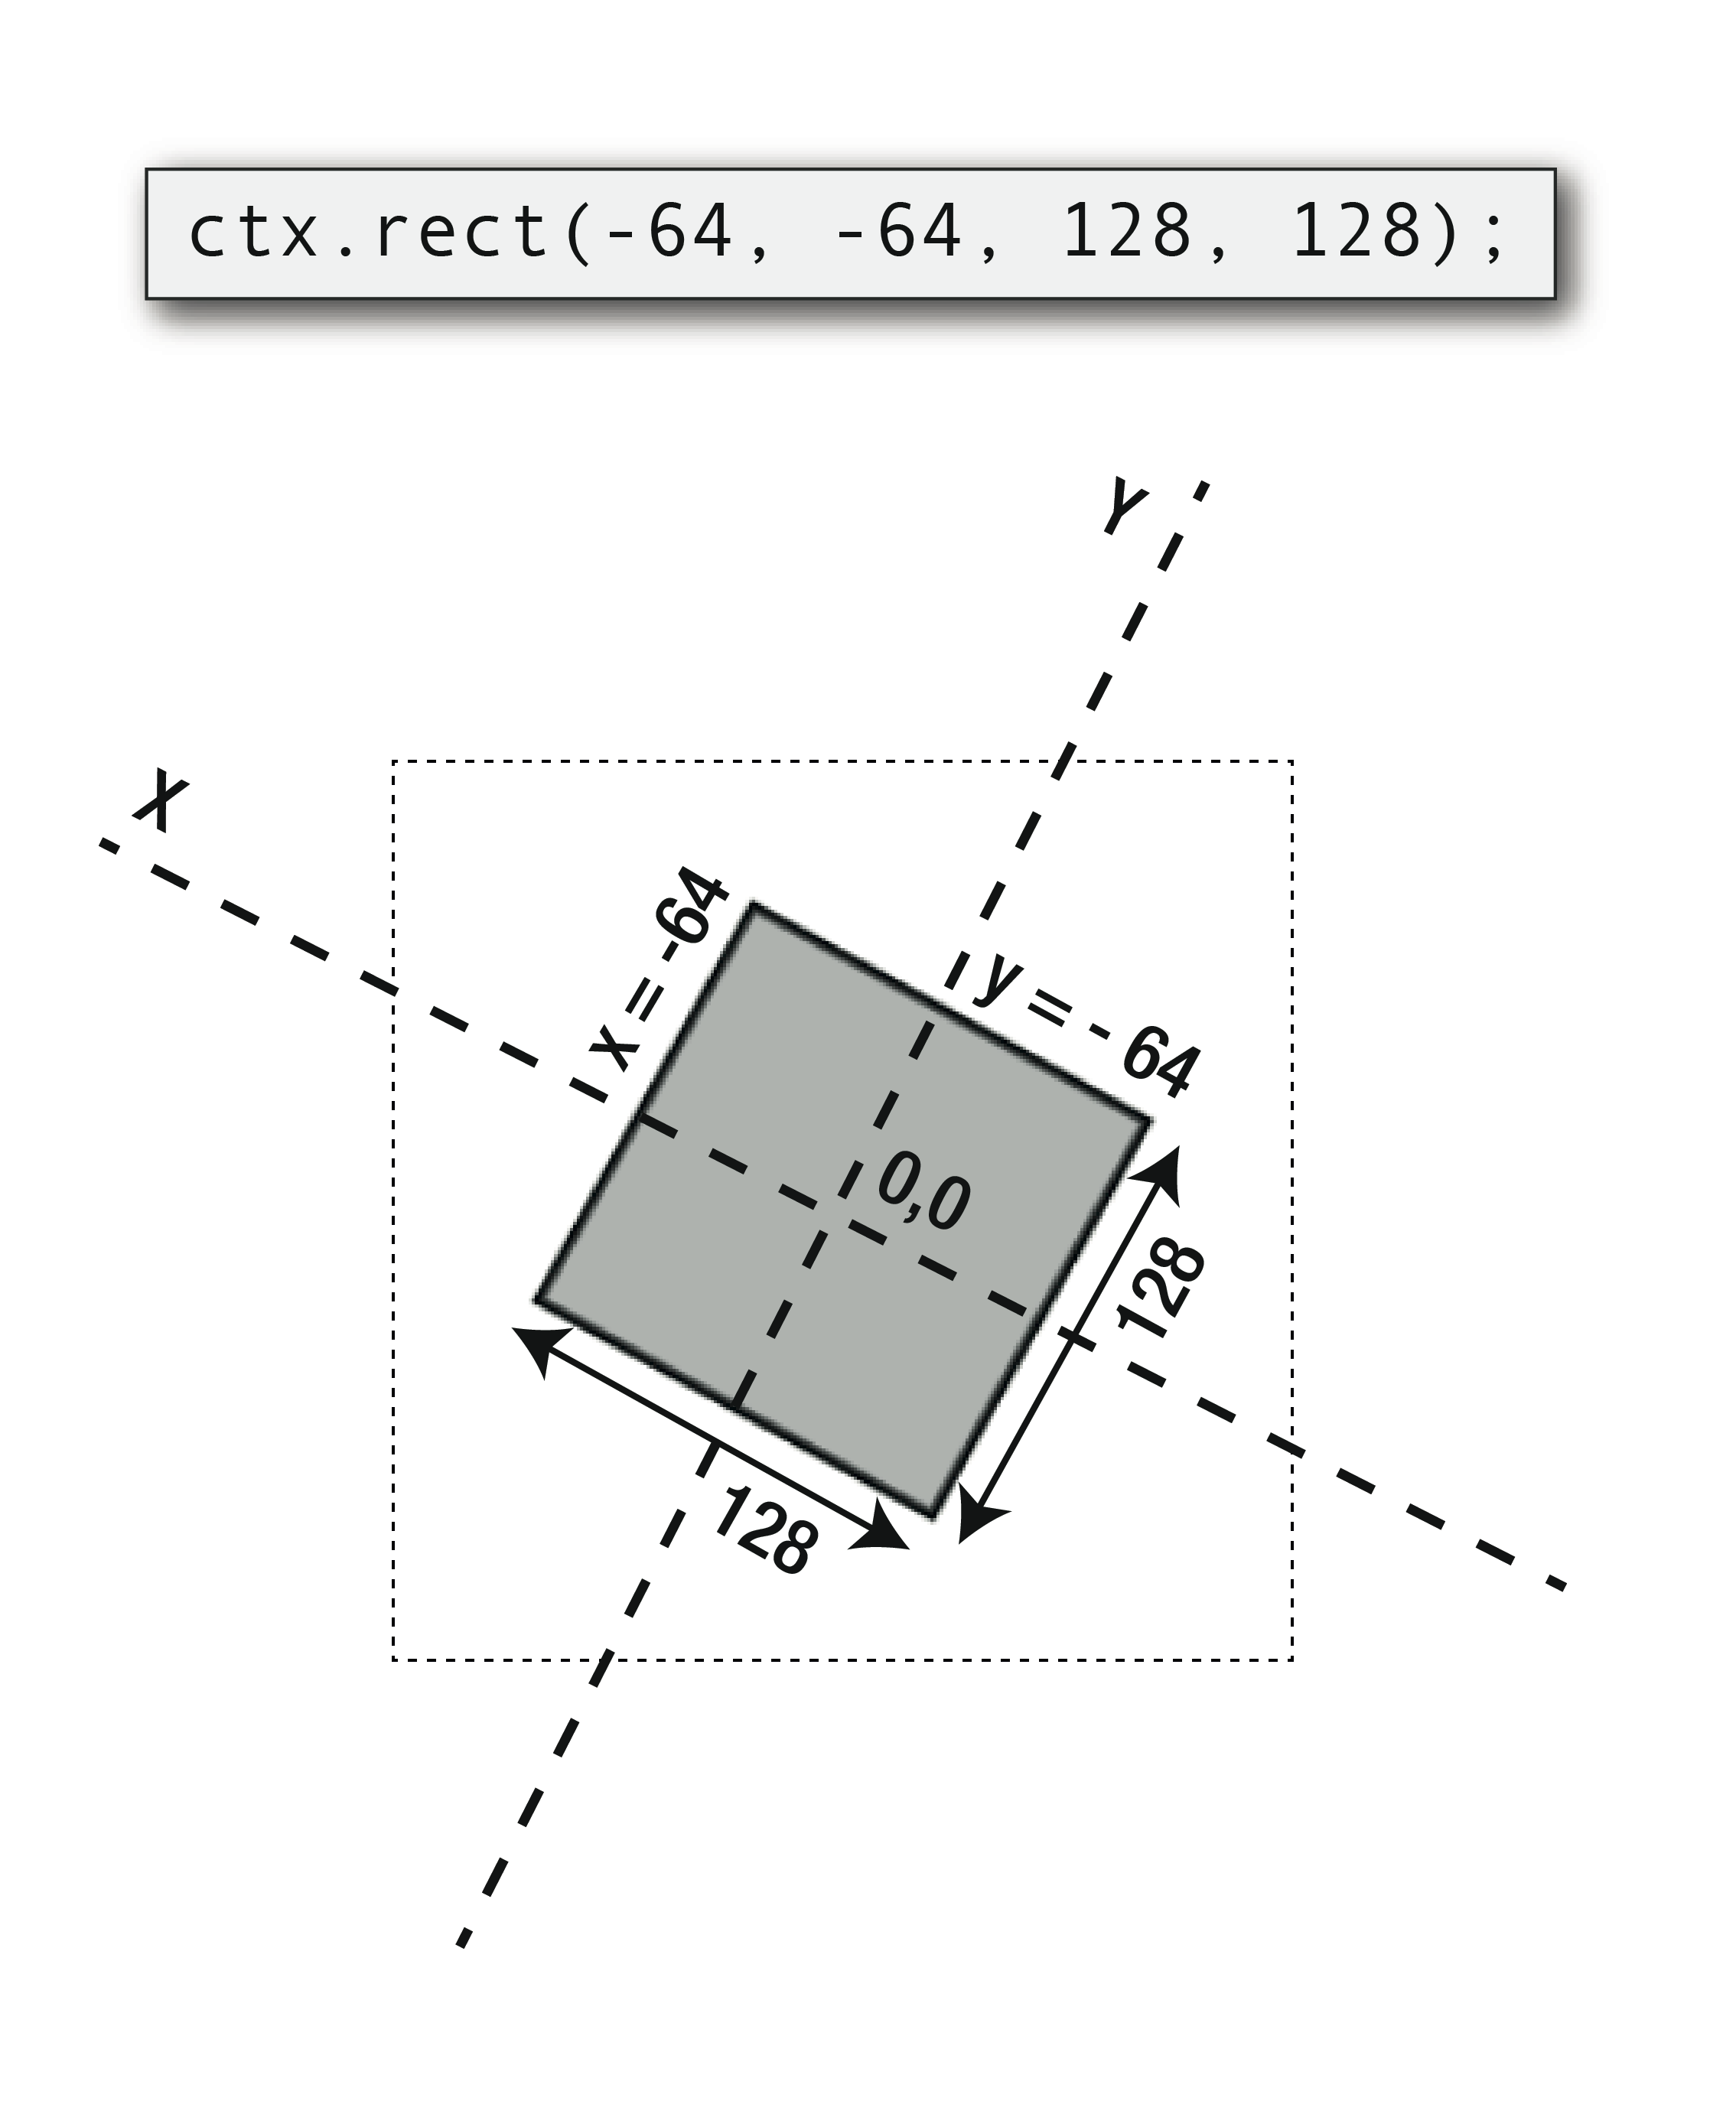 ctx.rect(-64, -64, 128, 128);
Y
X
x = -64
y = - 64
0,0
128
128